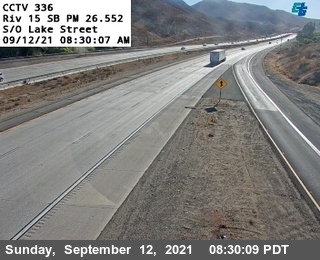 CCTV 336
Riv 15 SB PM 26.552
S/O Lake Street
09/12/21 08:30:07 AM
Sunday, September 12, 2021 08:30:09 PDT